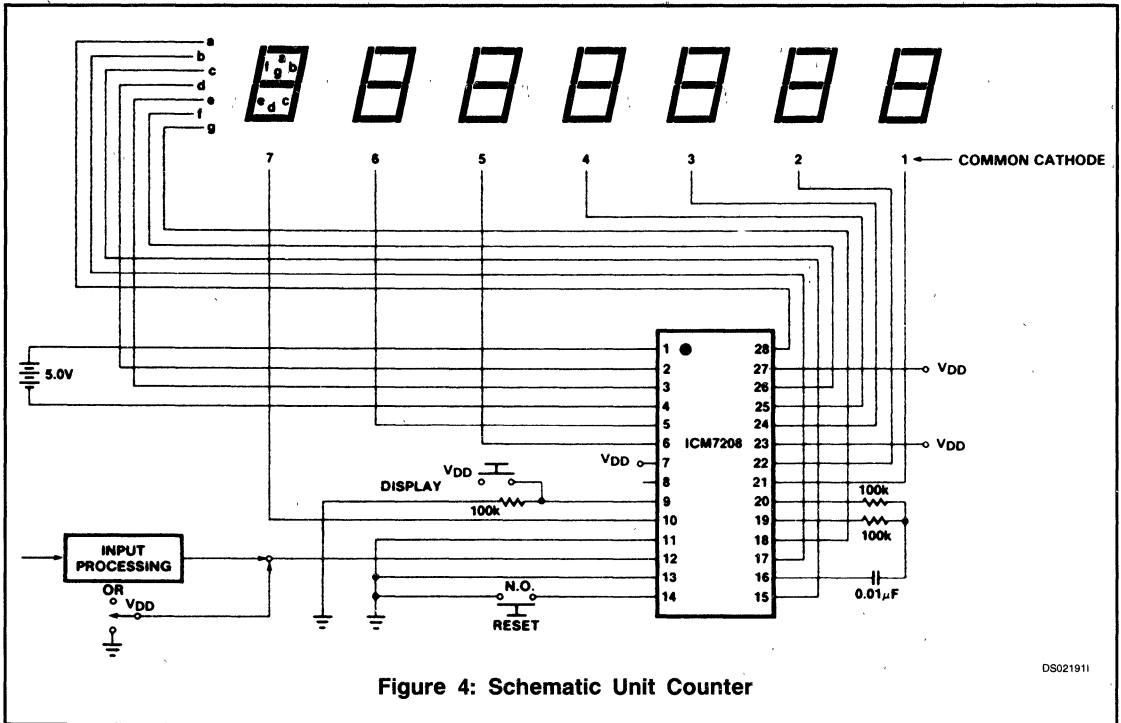 a
b
c
d
e
f
g
a
f b
g
e c
d
7 6 5 4 3 2 1 COMMON CATHODE
5.0V
1 28
2 27 VDD
3 26
4 25
5 24
6 ICM7208 23 VDD
VDD 7 22
VDD 8 21
DISPLAY
100k 9 20 100k
10 19 100k
11 18
INPUT
PROCESSING
12 17
13 16 0.01μF
N.O.
14 15
RESET
OR
VDD
DS02191I
Figure 4: Schematic Unit Counter